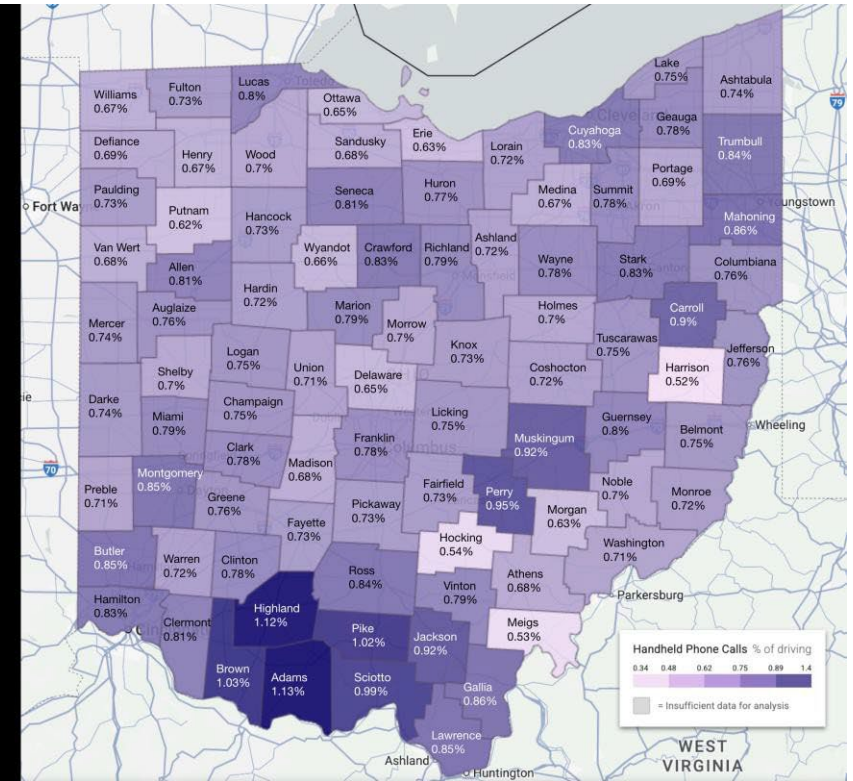 Williams
0.67%
Fulton
0.73%
Lucas
0.8%
Toledo
Ottawa
0.65%
Lake
0.75%
Ashtabula
0.74%
79
Defiance
0.69%
Henry
0.67%
Wood
0.7%
Sandusky
0.68%
Erie
0.63%
Lorain
0.72%
Cuyahoga
0.83%
Geauga
0.78%
Trumbull
0.84%
Paulding
0.73%
Fort Way
Putnam
0.62%
Hancock
0.73%
Seneca
0.81%
Huron
0.77%
Medina
0.67%
Summit
0.78%
Portage
0.69%
Mahoning
0.86%
oungstown
Van Wert
0.68%
Allen
0.81%
Hardin
0.72%
Wyandot
0.66%
Crawford
0.83%
Richland
0.79%
Ashland
0.72%
Wayne
0.78%
Stark
0.83%
Columbiana
0.76%
Mercer
0.74%
Auglaize
0.76%
Marion
0.79%
Morrow
0.7%
Knox
0.73%
Holmes
0.7%
Tuscarawas
0.75%
Carroll
0.9%
Jefferson
0.76%
Harrison
0.52%
Shelby
0.7%
Logan
0.75%
Union
0.71%
Delaware
0.65%
Coshocton
0.72%
Darke
0.74%
Miami
0.79%
Champaign
0.75%
Licking
0.75%
Muskingum
0.92%
Guernsey
0.8%
Belmont
0.75%
Wheeling
70
Clark
0.78%
Madison
0.68%
Franklin
0.78%
Preble
0.71%
Montgomery
0.85%
Greene
0.76%
Fayette
0.73%
Pickaway
0.73%
Fairfield
0.73%
Perry
0.95%
Morgan
0.63%
Noble
0.7%
Monroe
0.72%
Butler
0.85%
Warren
0.72%
Clinton
0.78%
Ross
0.84%
Hocking
0.54%
Athens
0.68%
Washington
0.71%
Parkersburg
Hamilton
0.83%
Clermont
0.81%
Highland
1.12%
Pike
1.02%
Vinton
0.79%
Jackson
0.92%
Meigs
0.53%
Brown
1.03%
Adams
1.13%
Sciotto
0.99%
Gallia
0.86%
Lawrence
0.85%
Ashland
Huntington
Handheld Phone Calls % of driving
0.34 0.48 0.62 0.75 0.89 1.4
= Insufficient data for analysis
WEST
VIRGINIA